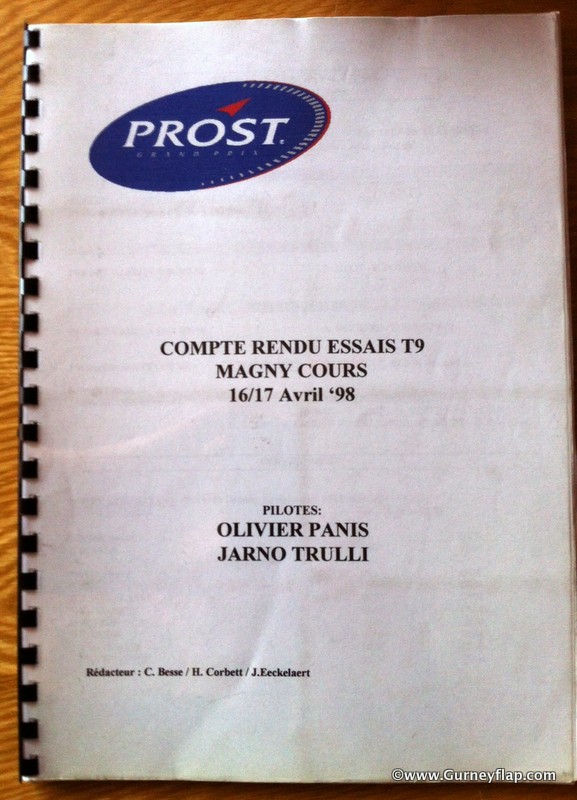 PROST
GRAND PRIX
COMPTE RENDU ESSAIS T9
MAGNY COURS
16/17 Avril ‘98
PILOTES:
OLIVIER PANIS
JARNO TRULLI
Rédacteur : C. Besse / H. Corbett / J.Eeckelaert
©www.Gurneyflap.com